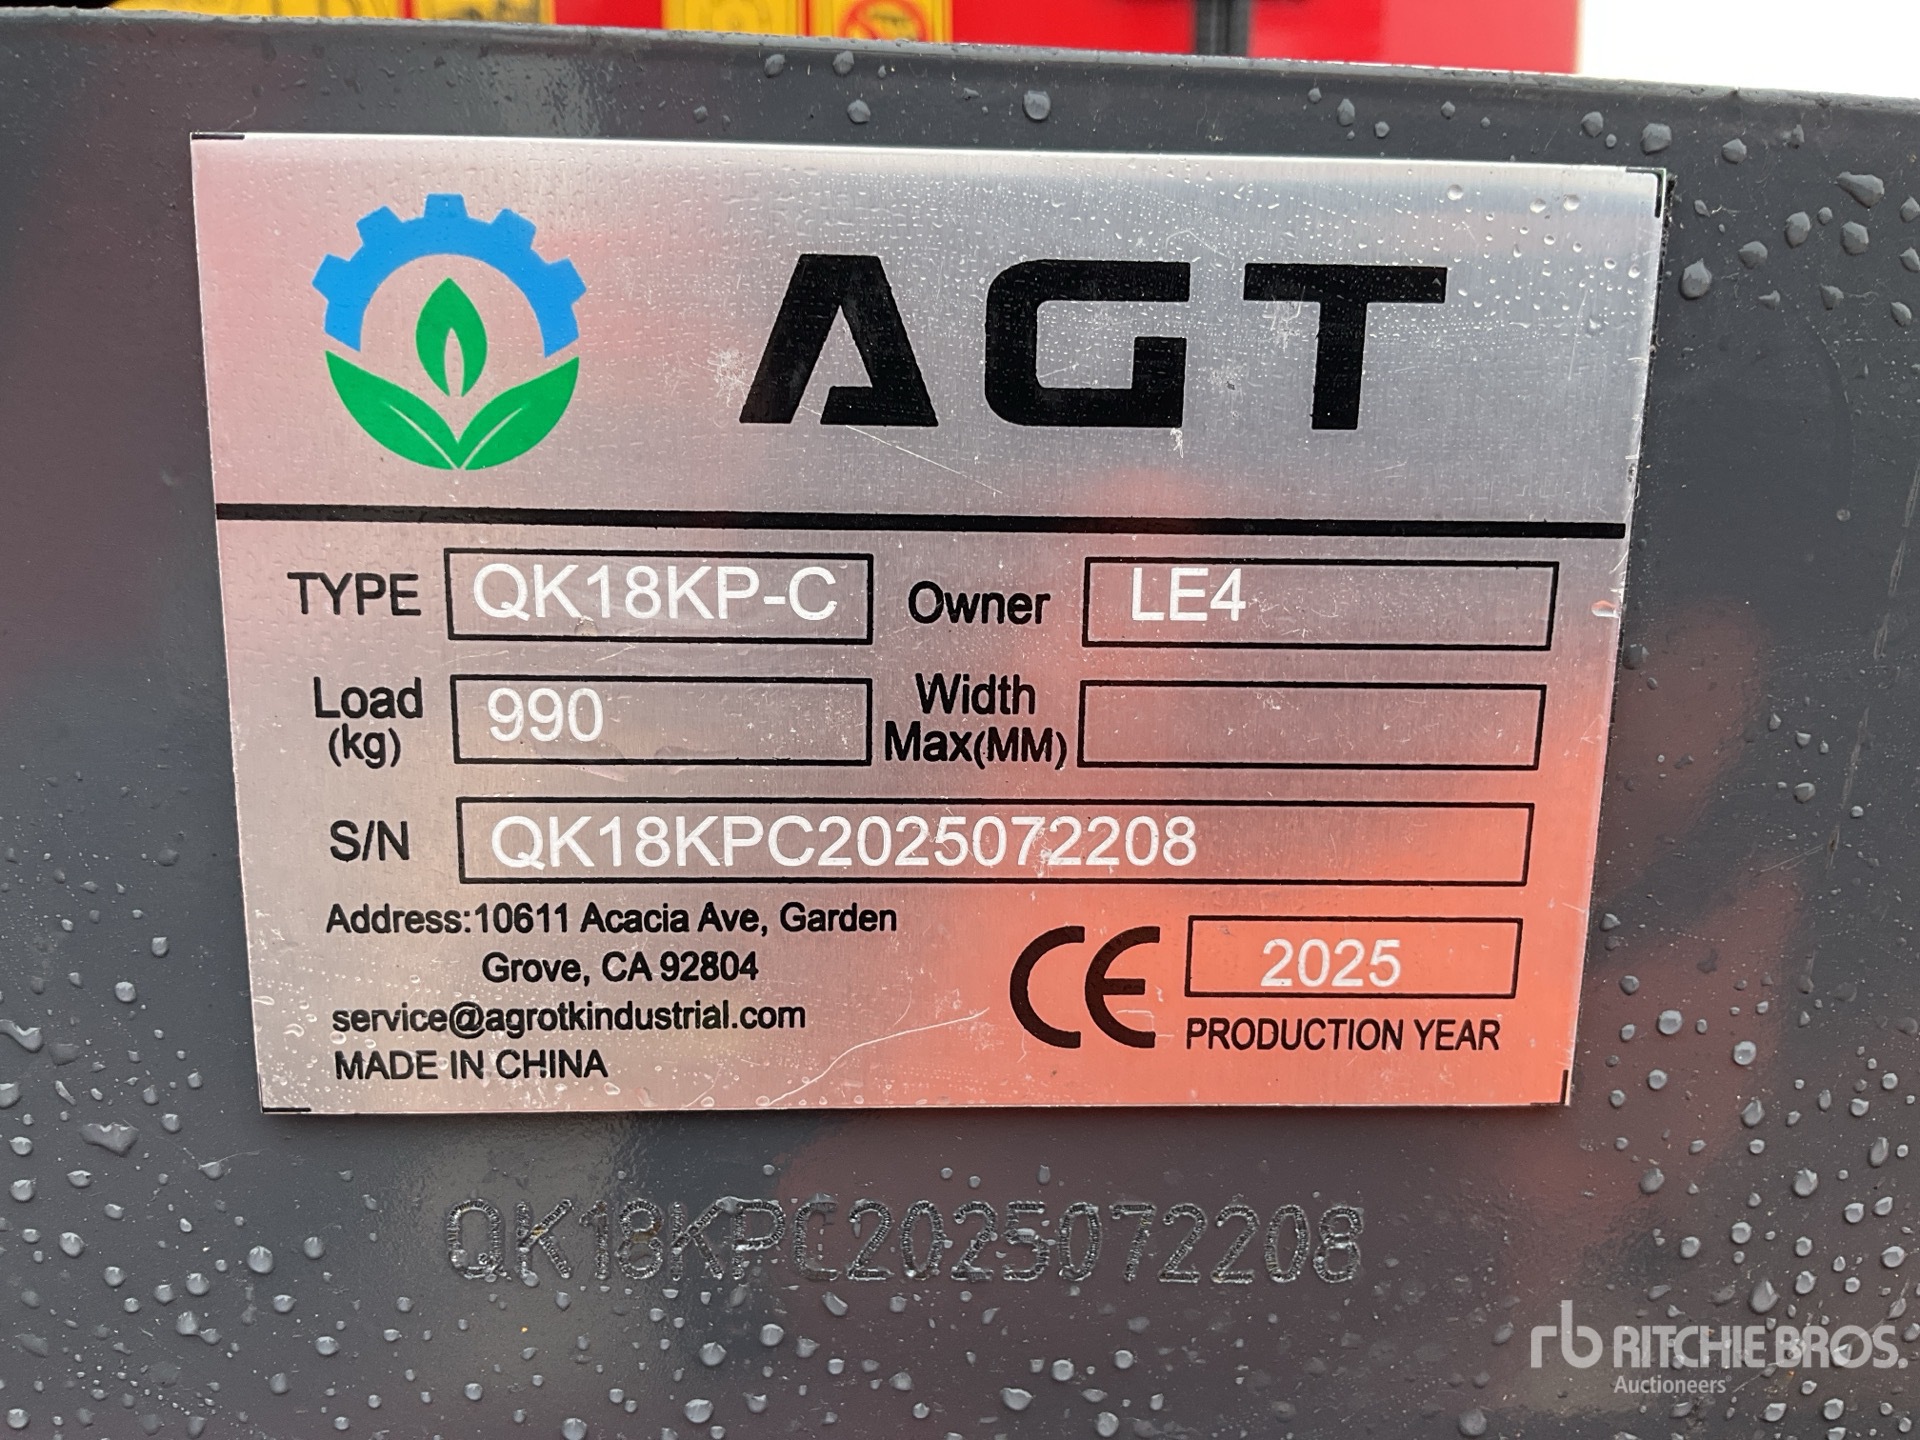 AGT
TYPE QK18KP-C Owner LE4
Load (kg) 990 Width Max(MM)
S/N QK18KPC2025072208
Address:10611 Acacia Ave, Garden
Grove, CA 92804
service@agrotkindustrial.com
MADE IN CHINA
CE 2025
PRODUCTION YEAR
QK18KPC2025072208
rb RITCHIE BROS.
Auctioneers